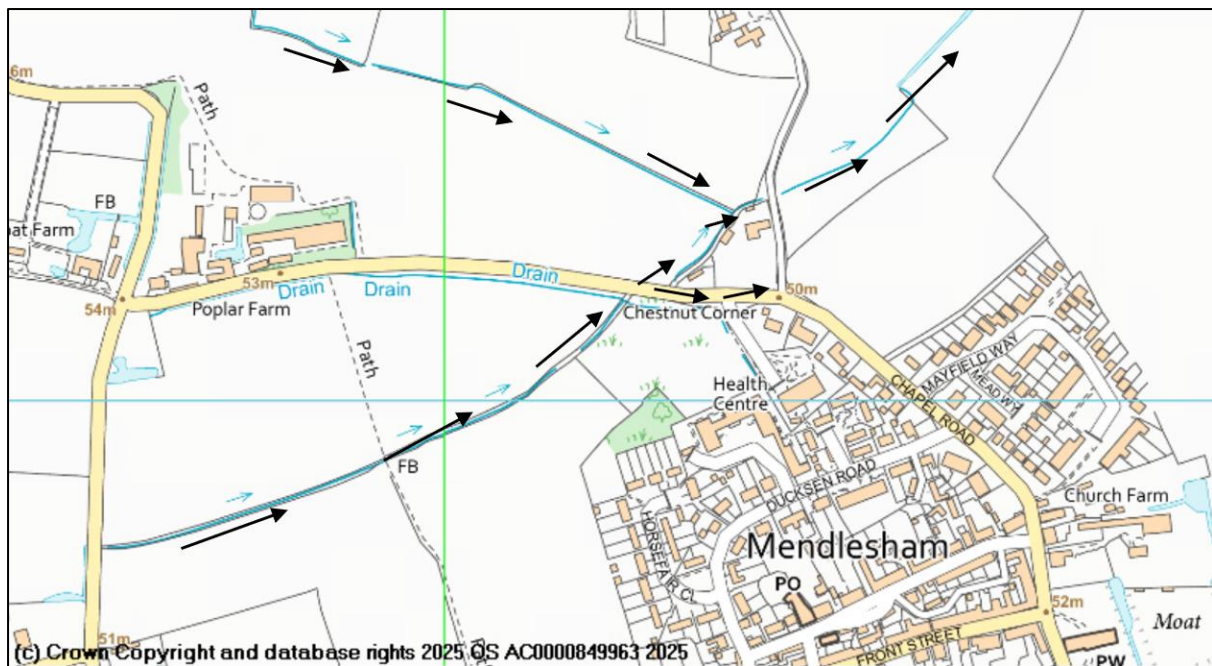 6m
Path
FB
at Farm
53m
Drain
Drain
Drain
54m
Poplar Farm
Path
50m
Chestnut Corner
Health
Centre
MAYFIELD WAY
MEAD WY
CHAPEL ROAD
FB
DUCKSEN ROAD
Church Farm
HORSEFAIR CL
Mendlesham
PO
52m
Moat
51m
FRONT STREET
PW
(c) Crown Copyright and database rights 2025 OS AC0000849963 2025